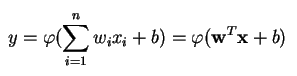 y = φ(∑_{i=1}^{n} w_i x_i + b) = φ(𝐰^T 𝐱 + b)